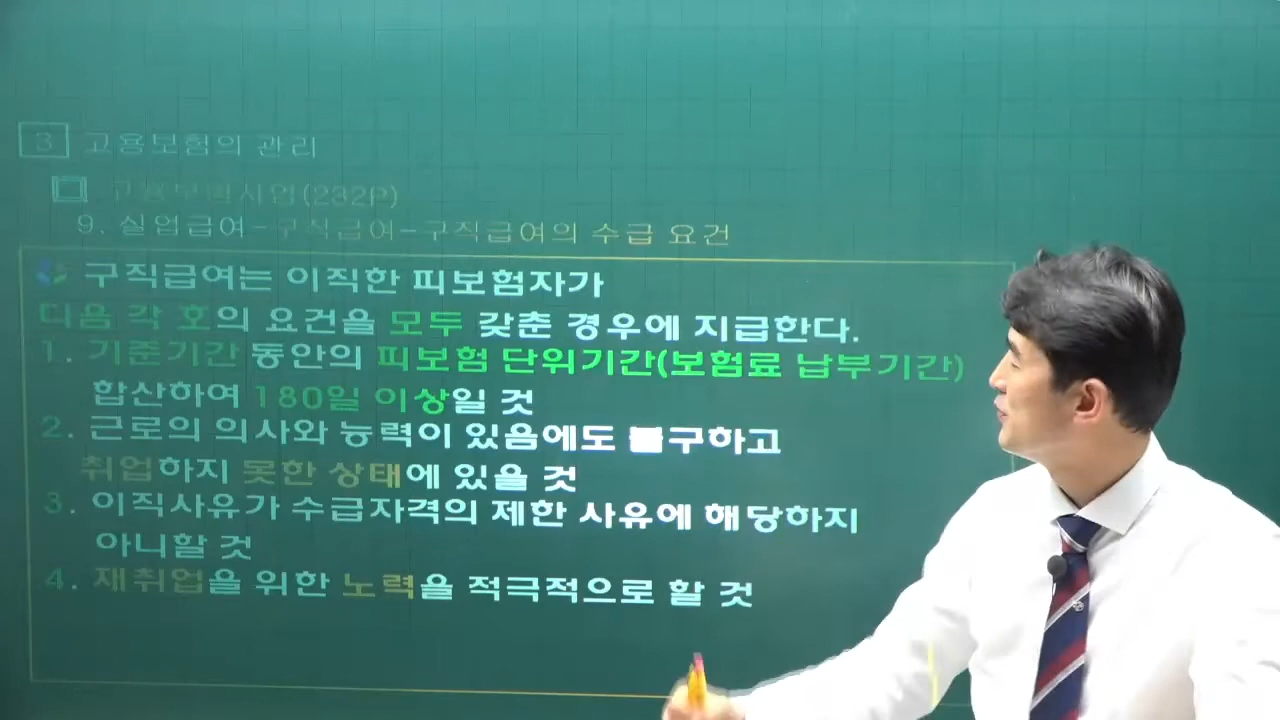 3 고용보험의 관리
고용보험사업(232P)
9. 실업급여-구직급여-구직급여의 수급 요건
구직급여는 이직한 피보험자가
다음 각 호의 요건을 모두 갖춘 경우에 지급한다.
1. 기준기간 동안의 피보험 단위기간(보험료 납부기간)
합산하여 180일 이상일 것
2. 근로의 의사와 능력이 있음에도 불구하고
취업하지 못한 상태에 있을 것
3. 이직사유가 수급자격의 제한 사유에 해당하지
아니할 것
4. 재취업을 위한 노력을 적극적으로 할 것